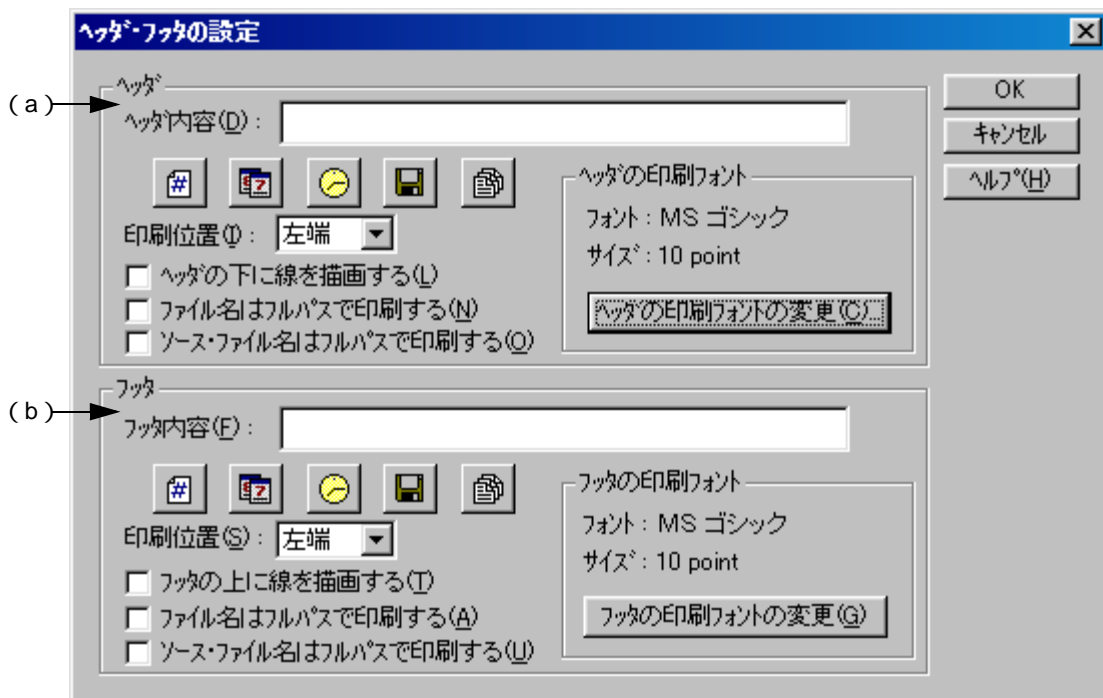 ﾍｯﾀﾞ･ﾌｯﾀの設定
(a)
ﾍｯﾀﾞ
ﾍｯﾀﾞ内容(D)：
印刷位置(I)： 左端
ﾍｯﾀﾞの下に線を描画する(L)
ﾌｧｲﾙ名はﾌﾙﾊﾟｽで印刷する(N)
ｿｰｽ･ﾌｧｲﾙ名はﾌﾙﾊﾟｽで印刷する(O)
ﾍｯﾀﾞの印刷ﾌｫﾝﾄ
ﾌｫﾝﾄ：MS ゴシック
ｻｲｽﾞ：10 point
ﾍｯﾀﾞの印刷ﾌｫﾝﾄの変更(C)...
OK
ｷｬﾝｾﾙ
ﾍﾙﾌﾟ(H)
(b)
ﾌｯﾀ
ﾌｯﾀ内容(F)：
印刷位置(S)： 左端
ﾌｯﾀの上に線を描画する(T)
ﾌｧｲﾙ名はﾌﾙﾊﾟｽで印刷する(A)
ｿｰｽ･ﾌｧｲﾙ名はﾌﾙﾊﾟｽで印刷する(U)
ﾌｯﾀの印刷ﾌｫﾝﾄ
ﾌｫﾝﾄ：MS ゴシック
ｻｲｽﾞ：10 point
ﾌｯﾀの印刷ﾌｫﾝﾄの変更(G)